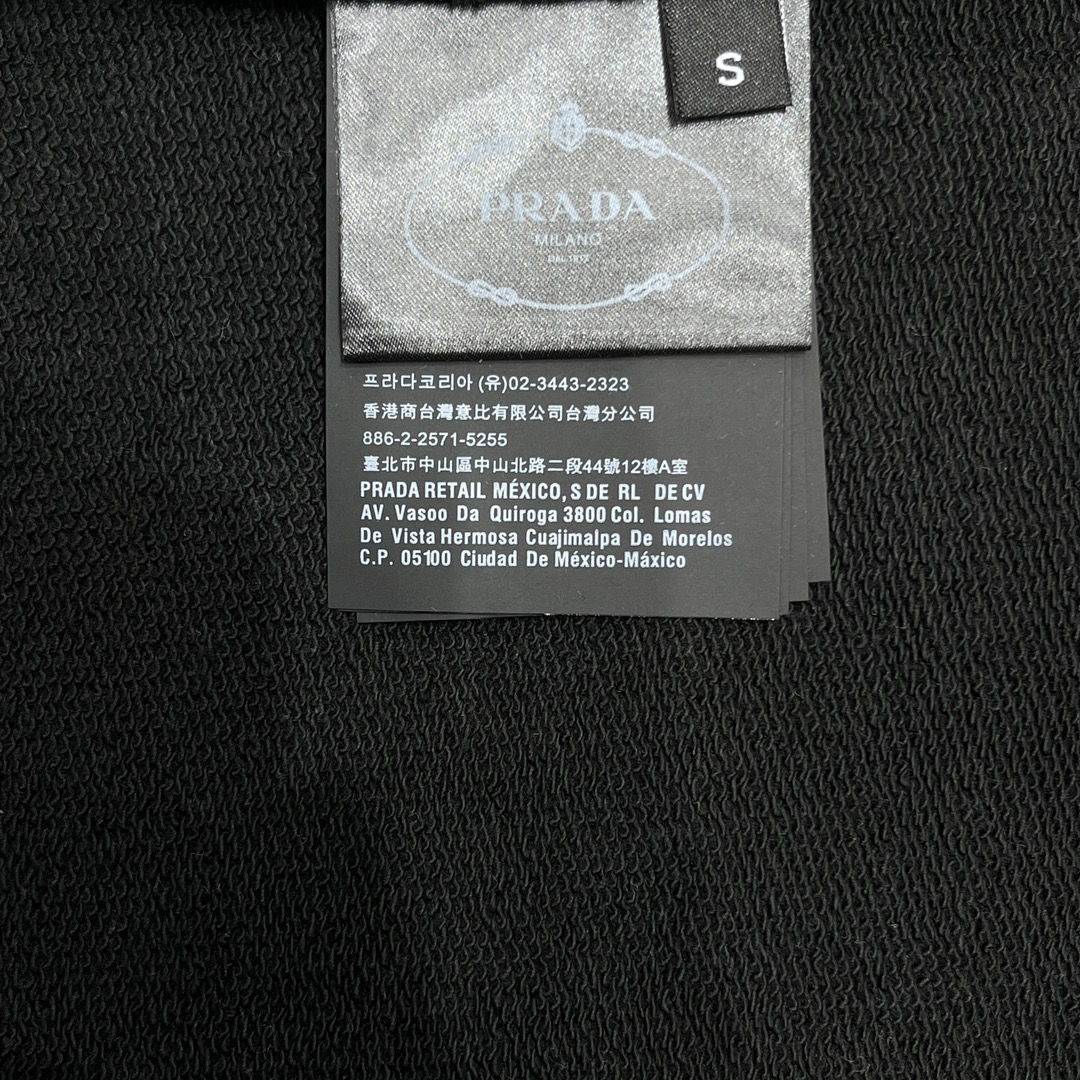 S
PRADA
MILANO
DAL 1913
프라다코리아 (유)02-3443-2323
香港商台灣意比有限公司台灣分公司
886-2-2571-5255
臺北市中山區中山北路二段44號12樓A室
PRADA RETAIL MÉXICO, S DE RL DE CV
AV. Vasoo Da Quiroga 3800 Col. Lomas
De Vista Hermosa Cuajimalpa De Morelos
C.P. 05100 Ciudad De México-Máxico